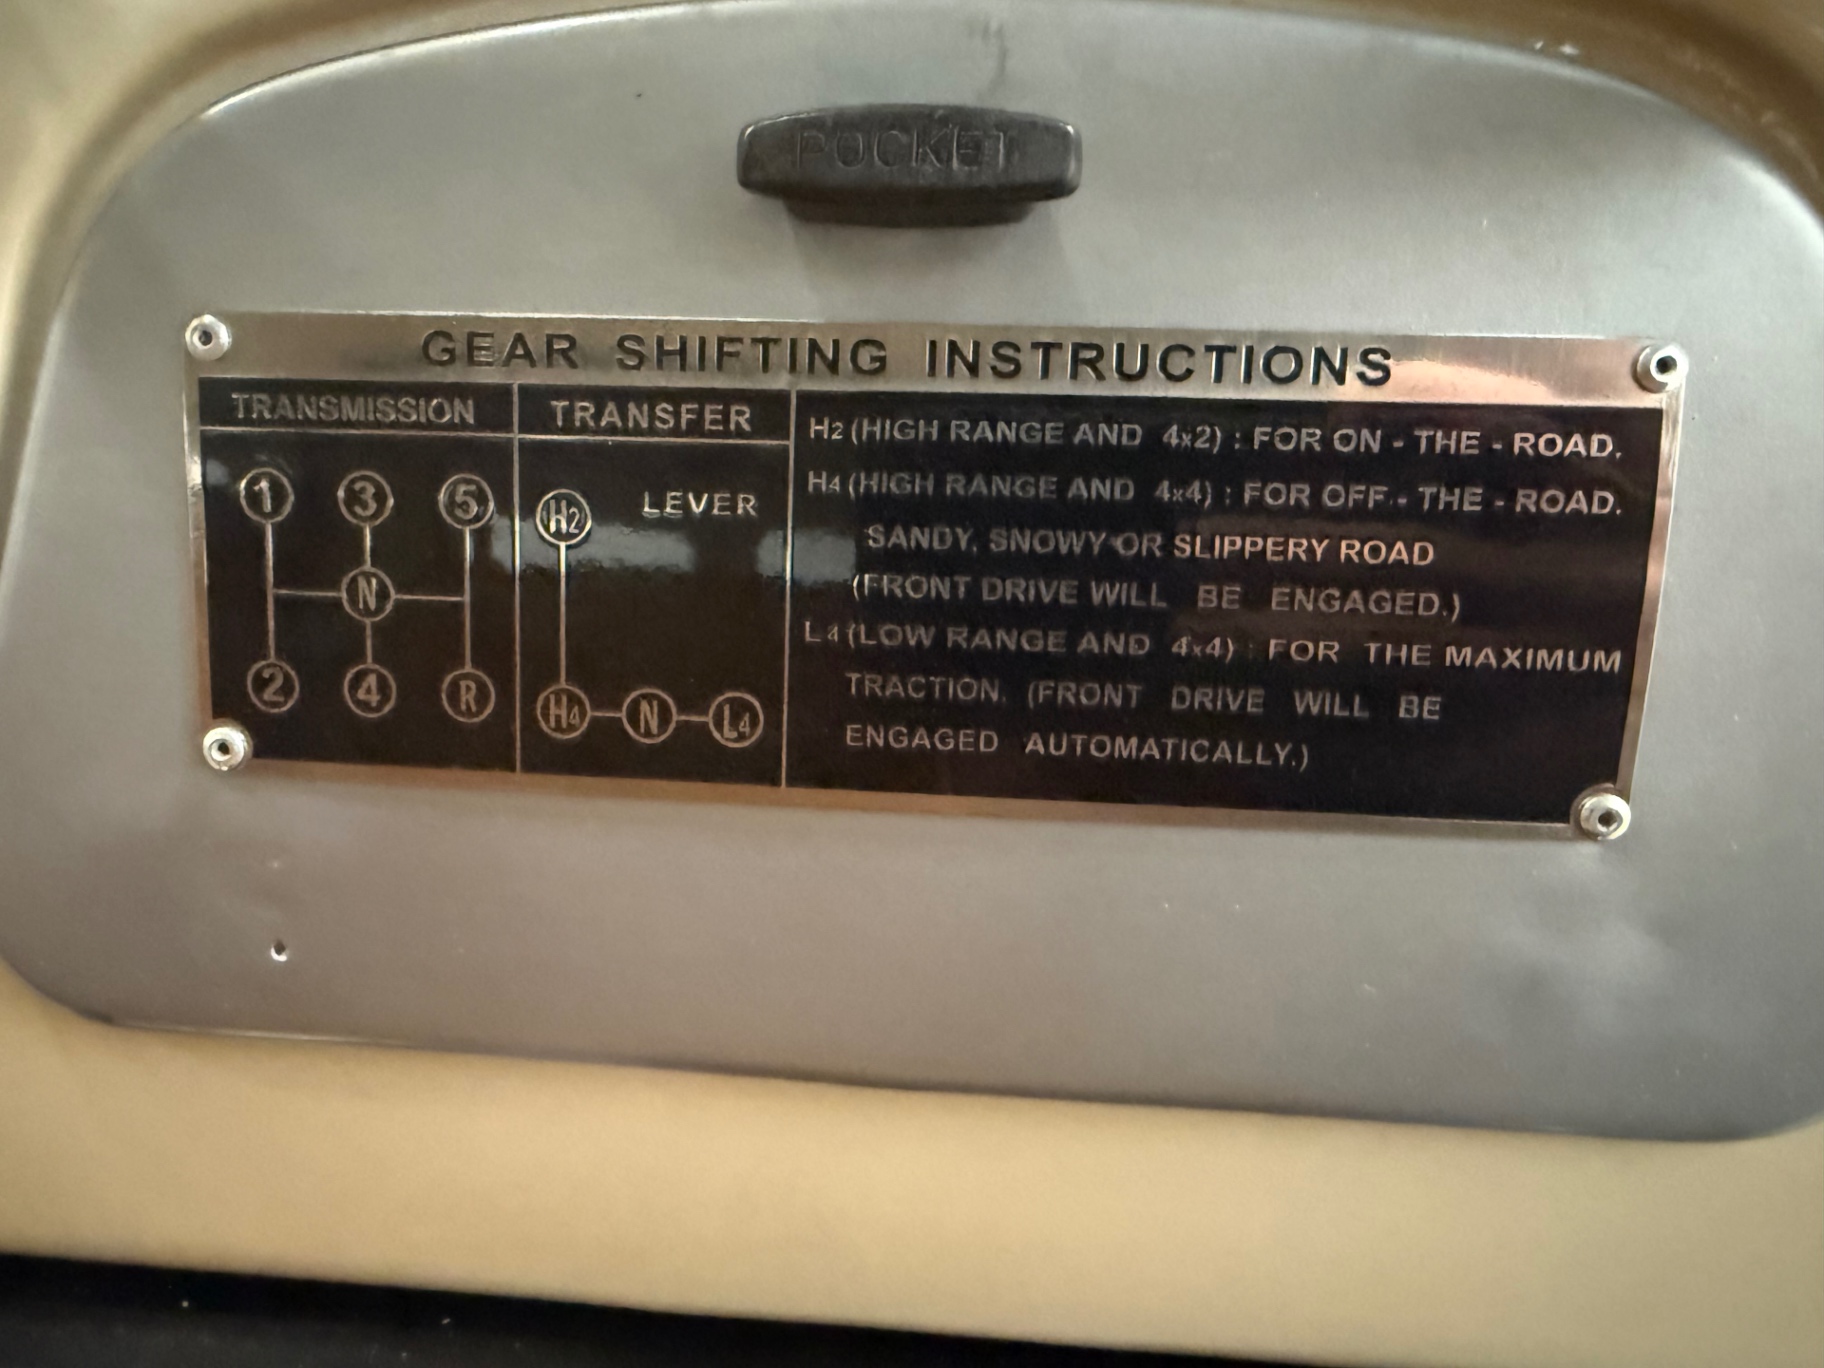 POCKET
GEAR SHIFTING INSTRUCTIONS
TRANSMISSION
1 3 5
N
2 4 R
TRANSFER
H2 LEVER
H4 N L4
H2 (HIGH RANGE AND 4x2) : FOR ON - THE - ROAD.
H4 (HIGH RANGE AND 4x4) : FOR OFF - THE - ROAD.
SANDY, SNOWY OR SLIPPERY ROAD
(FRONT DRIVE WILL BE ENGAGED.)
L4 (LOW RANGE AND 4x4) : FOR THE MAXIMUM
TRACTION. (FRONT DRIVE WILL BE
ENGAGED AUTOMATICALLY.)